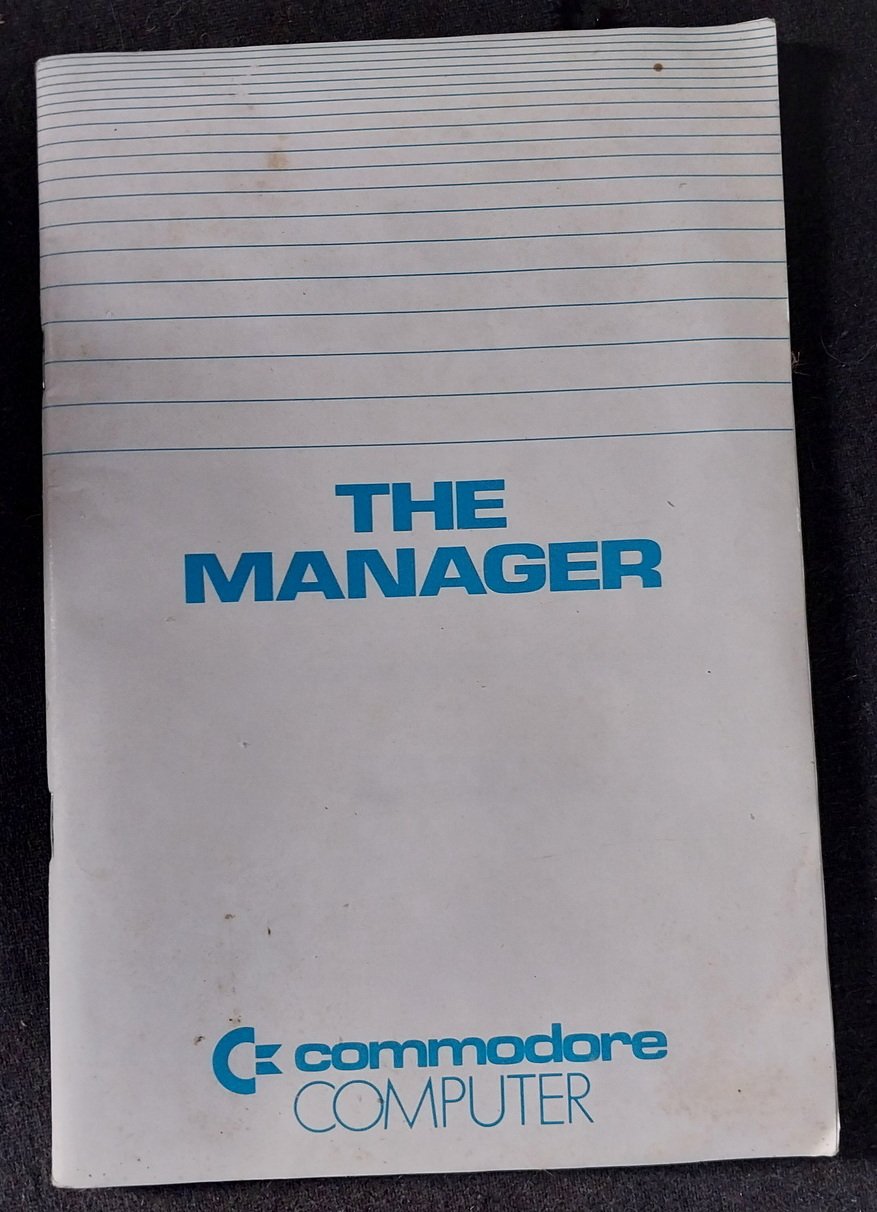 THE
MANAGER
commodore
COMPUTER